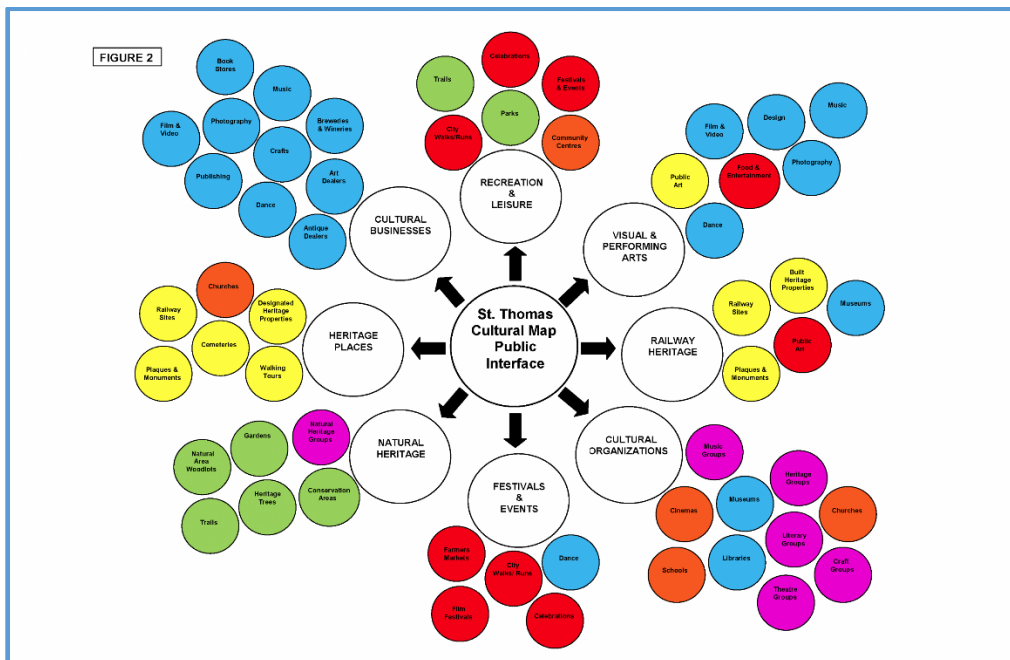 FIGURE 2
Book
Stores
Music
Film &
Video
Photography
Breweries
& Wineries
Crafts
Publishing
Art
Dealers
Dance
Antique
Dealers
CULTURAL
BUSINESSES
Celebrations
Trails
Festivals
& Events
Parks
City
Walks/Runs
Community
Centres
RECREATION
&
LEISURE
Film &
Video
Design
Music
Public
Art
Food &
Entertainment
Photography
Dance
VISUAL &
PERFORMING
ARTS
St. Thomas
Cultural Map
Public
Interface
Churches
Railway
Sites
Designated
Heritage
Properties
Cemeteries
Plaques &
Monuments
Walking
Tours
HERITAGE
PLACES
Built
Heritage
Properties
Railway
Sites
Museums
Public
Art
Plaques &
Monuments
RAILWAY
HERITAGE
Natural
Heritage
Groups
Gardens
Natural
Area
Woodlots
Heritage
Trees
Conservation
Areas
Trails
NATURAL
HERITAGE
FESTIVALS
&
EVENTS
Farmers
Markets
City
Walks/ Runs
Dance
Film
Festivals
Celebrations
CULTURAL
ORGANIZATIONS
Music
Groups
Heritage
Groups
Cinemas
Museums
Churches
Literary
Groups
Schools
Libraries
Craft
Groups
Theatre
Groups